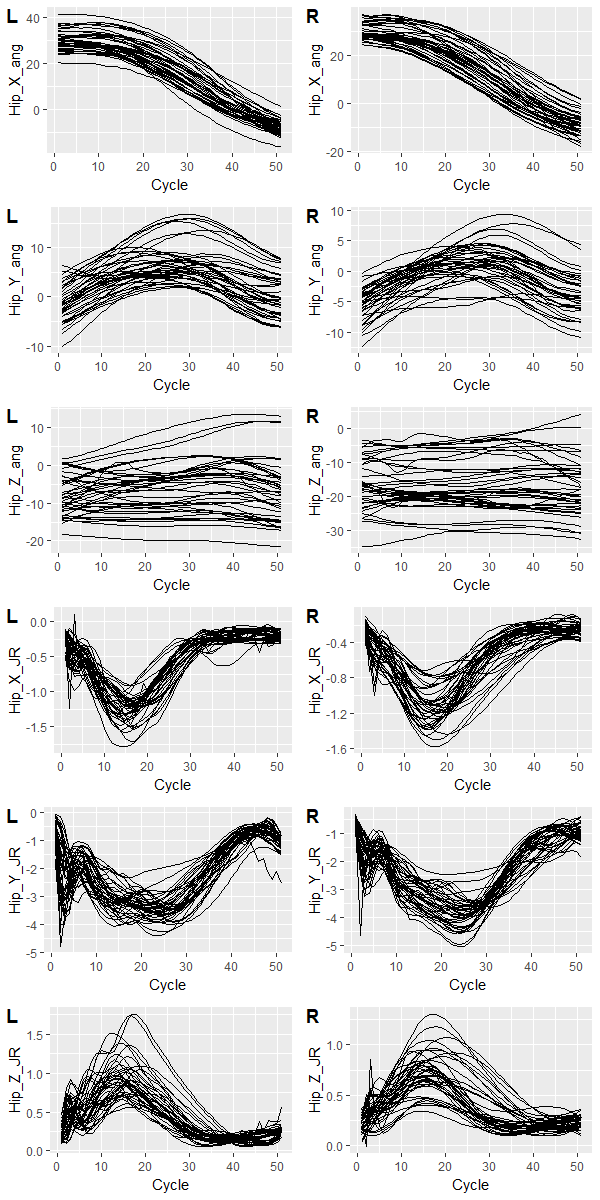 L R
Hip_X_ang 40 20 0 Hip_X_ang 20 0 -20
0 10 20 30 40 50 0 10 20 30 40 50
Cycle Cycle
L R
Hip_Y_ang 10 0 -10 Hip_Y_ang 10 5 0 -5 -10
0 10 20 30 40 50 0 10 20 30 40 50
Cycle Cycle
L R
Hip_Z_ang 10 0 -10 -20 Hip_Z_ang 0 -10 -20 -30
0 10 20 30 40 50 0 10 20 30 40 50
Cycle Cycle
L R
Hip_X_JR 0.0 -0.5 -1.0 -1.5 Hip_X_JR -0.4 -0.8 -1.2 -1.6
0 10 20 30 40 50 0 10 20 30 40 50
Cycle Cycle
L R
Hip_Y_JR 0 -1 -2 -3 -4 -5 Hip_Y_JR -1 -2 -3 -4 -5
0 10 20 30 40 50 0 10 20 30 40 50
Cycle Cycle
L R
Hip_Z_JR 1.5 1.0 0.5 0.0 Hip_Z_JR 1.0 0.5 0.0
0 10 20 30 40 50 0 10 20 30 40 50
Cycle Cycle